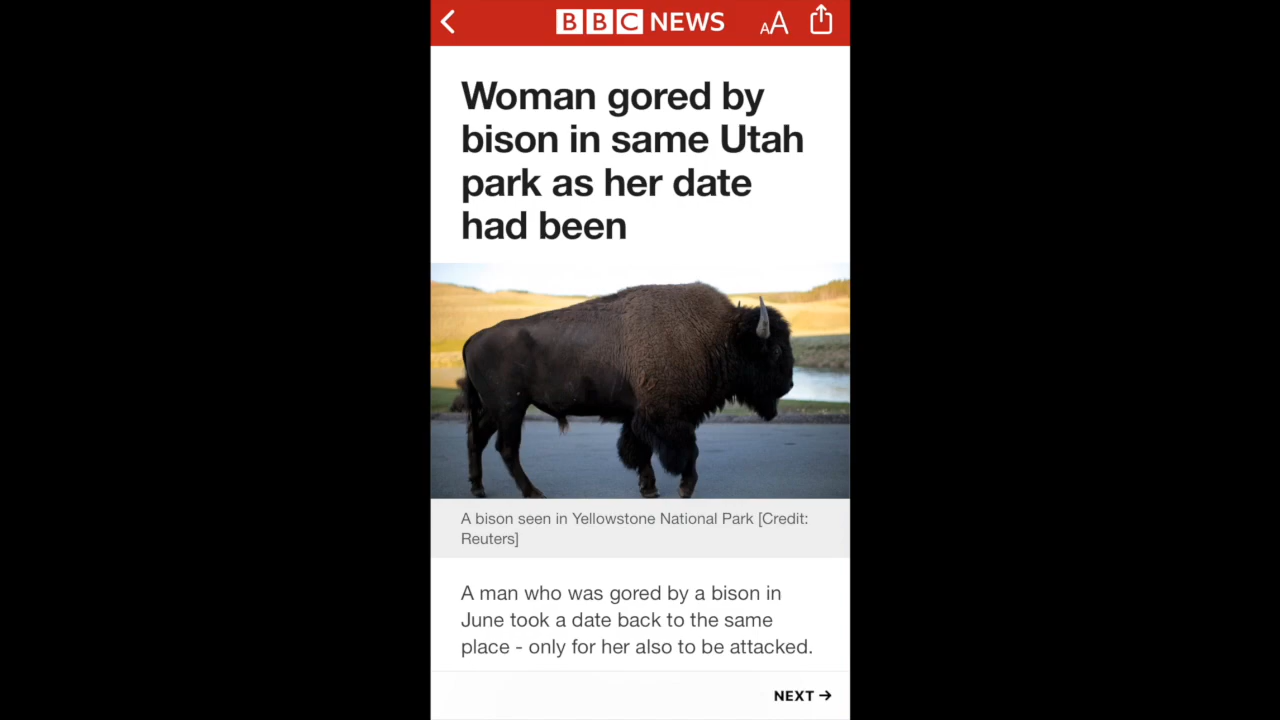 BBC NEWS AA
Woman gored by
bison in same Utah
park as her date
had been
A bison seen in Yellowstone National Park [Credit:
Reuters]
A man who was gored by a bison in
June took a date back to the same
place - only for her also to be attacked.
NEXT →